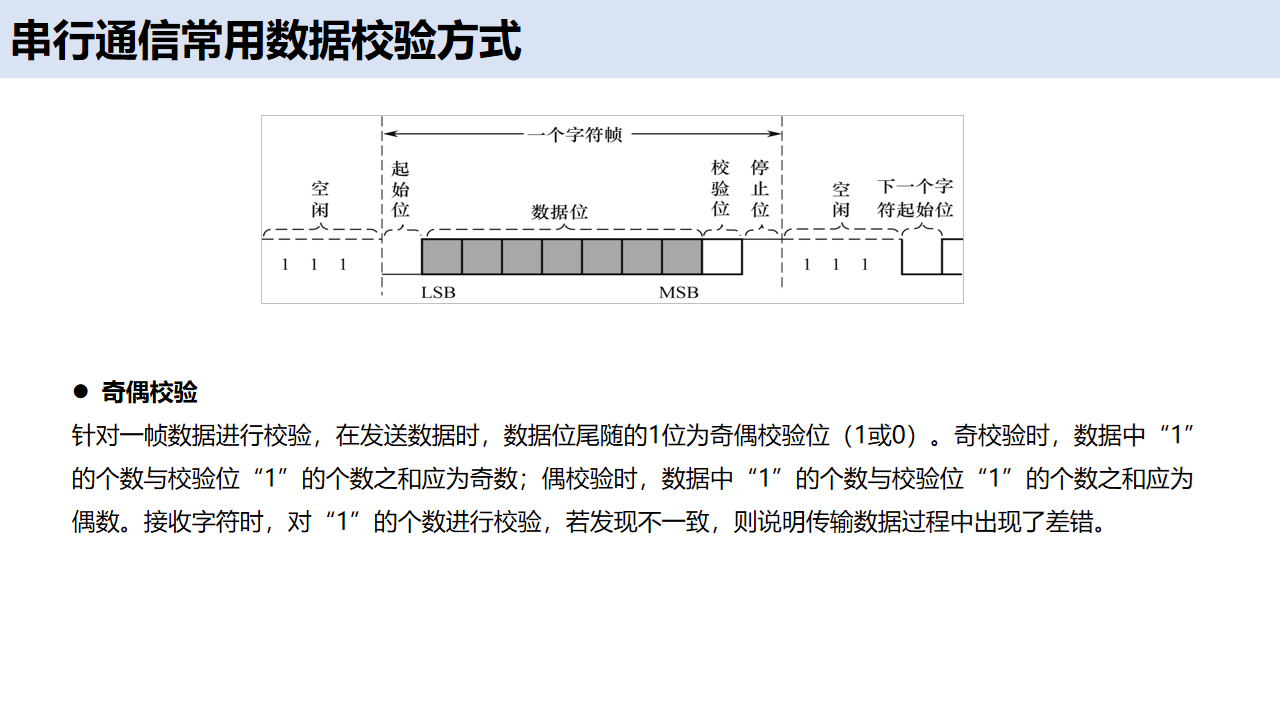 串行通信常用数据校验方式
一个字符帧
空闲
起始位
数据位
校验位
停止位
空闲
下一个字
符起始位
1 1 1
1 1 1
LSB
MSB
● 奇偶校验
针对一帧数据进行校验，在发送数据时，数据位尾随的1位为奇偶校验位（1或0）。奇校验时，数据中“1”
的个数与校验位“1”的个数之和应为奇数；偶校验时，数据中“1”的个数与校验位“1”的个数之和应为
偶数。接收字符时，对“1”的个数进行校验，若发现不一致，则说明传输数据过程中出现了差错。